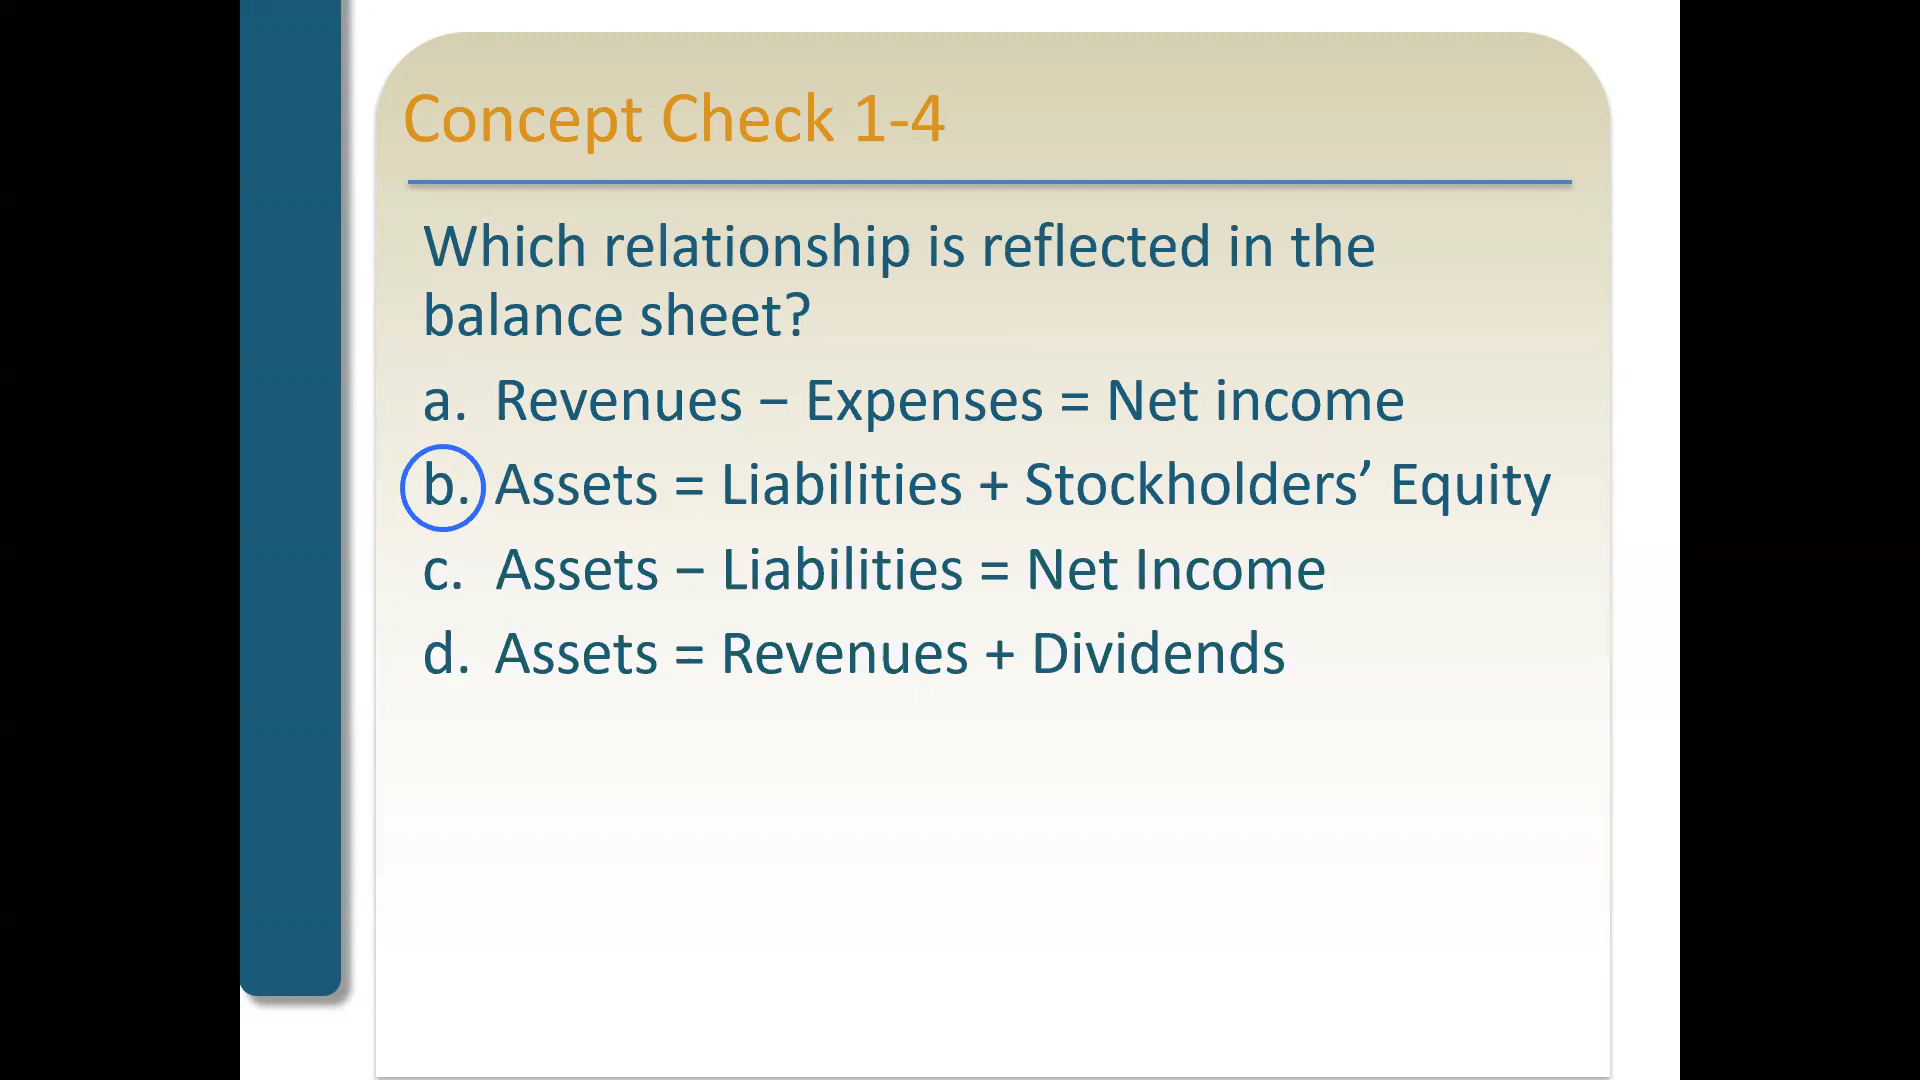 Concept Check 1-4
Which relationship is reflected in the
balance sheet?
a. Revenues – Expenses = Net income
b. Assets = Liabilities + Stockholders’ Equity
c. Assets – Liabilities = Net Income
d. Assets = Revenues + Dividends